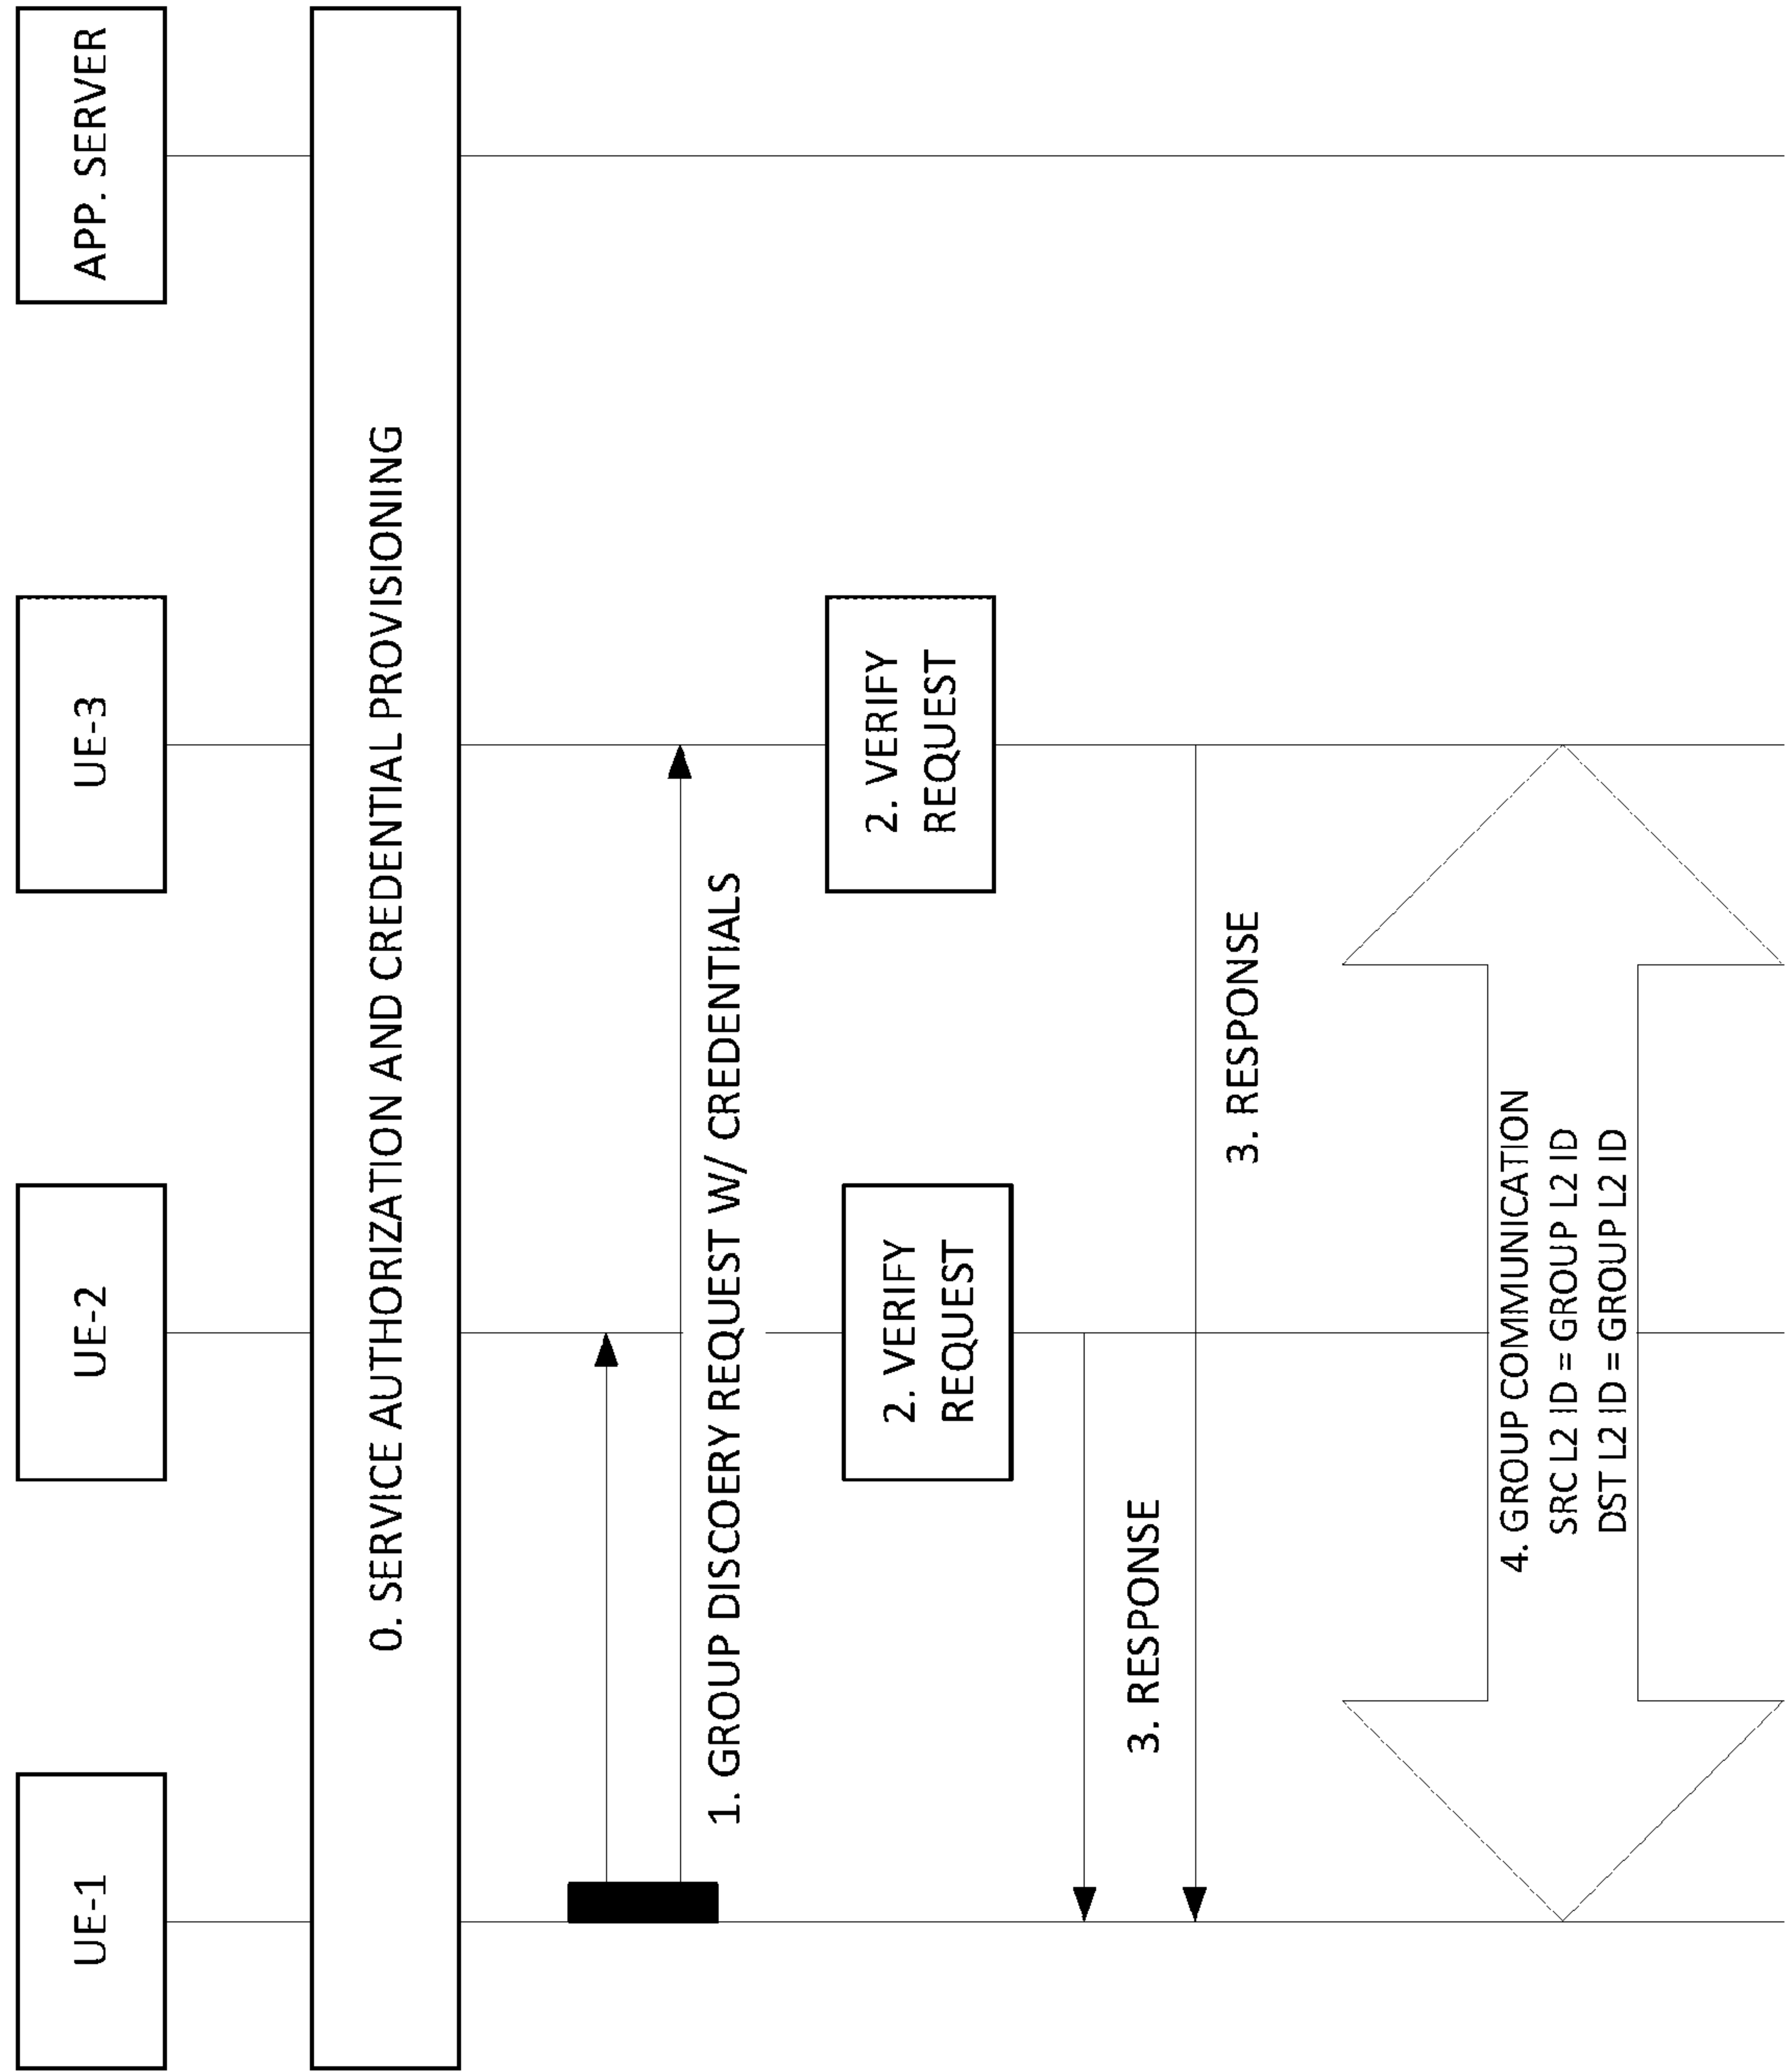 UE-1
UE-2
UE-3
APP. SERVER
0. SERVICE AUTHORIZATION AND CREDENTIAL PROVISIONING
1. GROUP DISCOERY REQUEST W/ CREDENTIALS
2. VERIFY
REQUEST
2. VERIFY
REQUEST
3. RESPONSE
3. RESPONSE
4. GROUP COMMUNICATION
SRC L2 ID = GROUP L2 ID
DST L2 ID = GROUP L2 ID